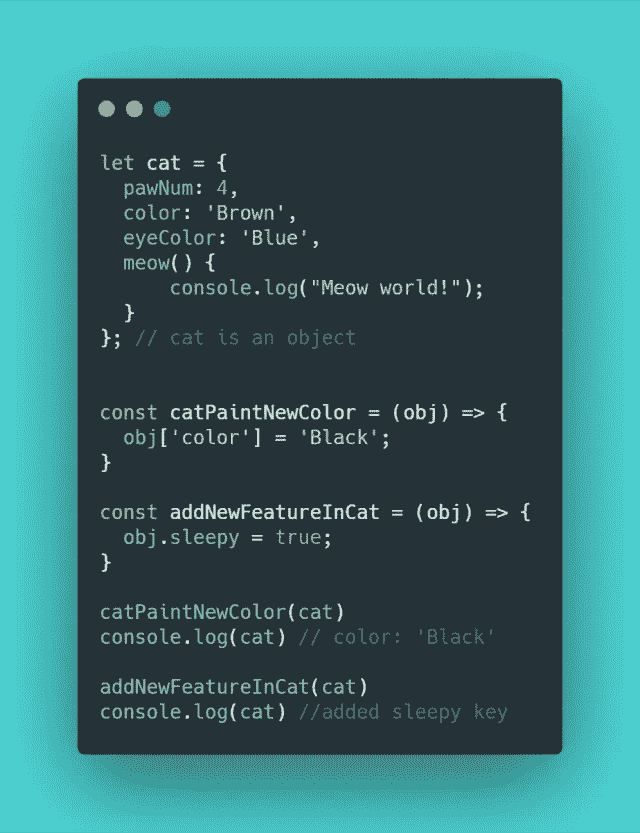 let cat = {
  pawNum: 4,
  color: 'Brown',
  eyeColor: 'Blue',
  meow() {
      console.log("Meow world!");
  }
}; // cat is an object
const catPaintNewColor = (obj) => {
  obj['color'] = 'Black';
}
const addNewFeatureInCat = (obj) => {
  obj.sleepy = true;
}
catPaintNewColor(cat)
console.log(cat) // color: 'Black'
addNewFeatureInCat(cat)
console.log(cat) //added sleepy key